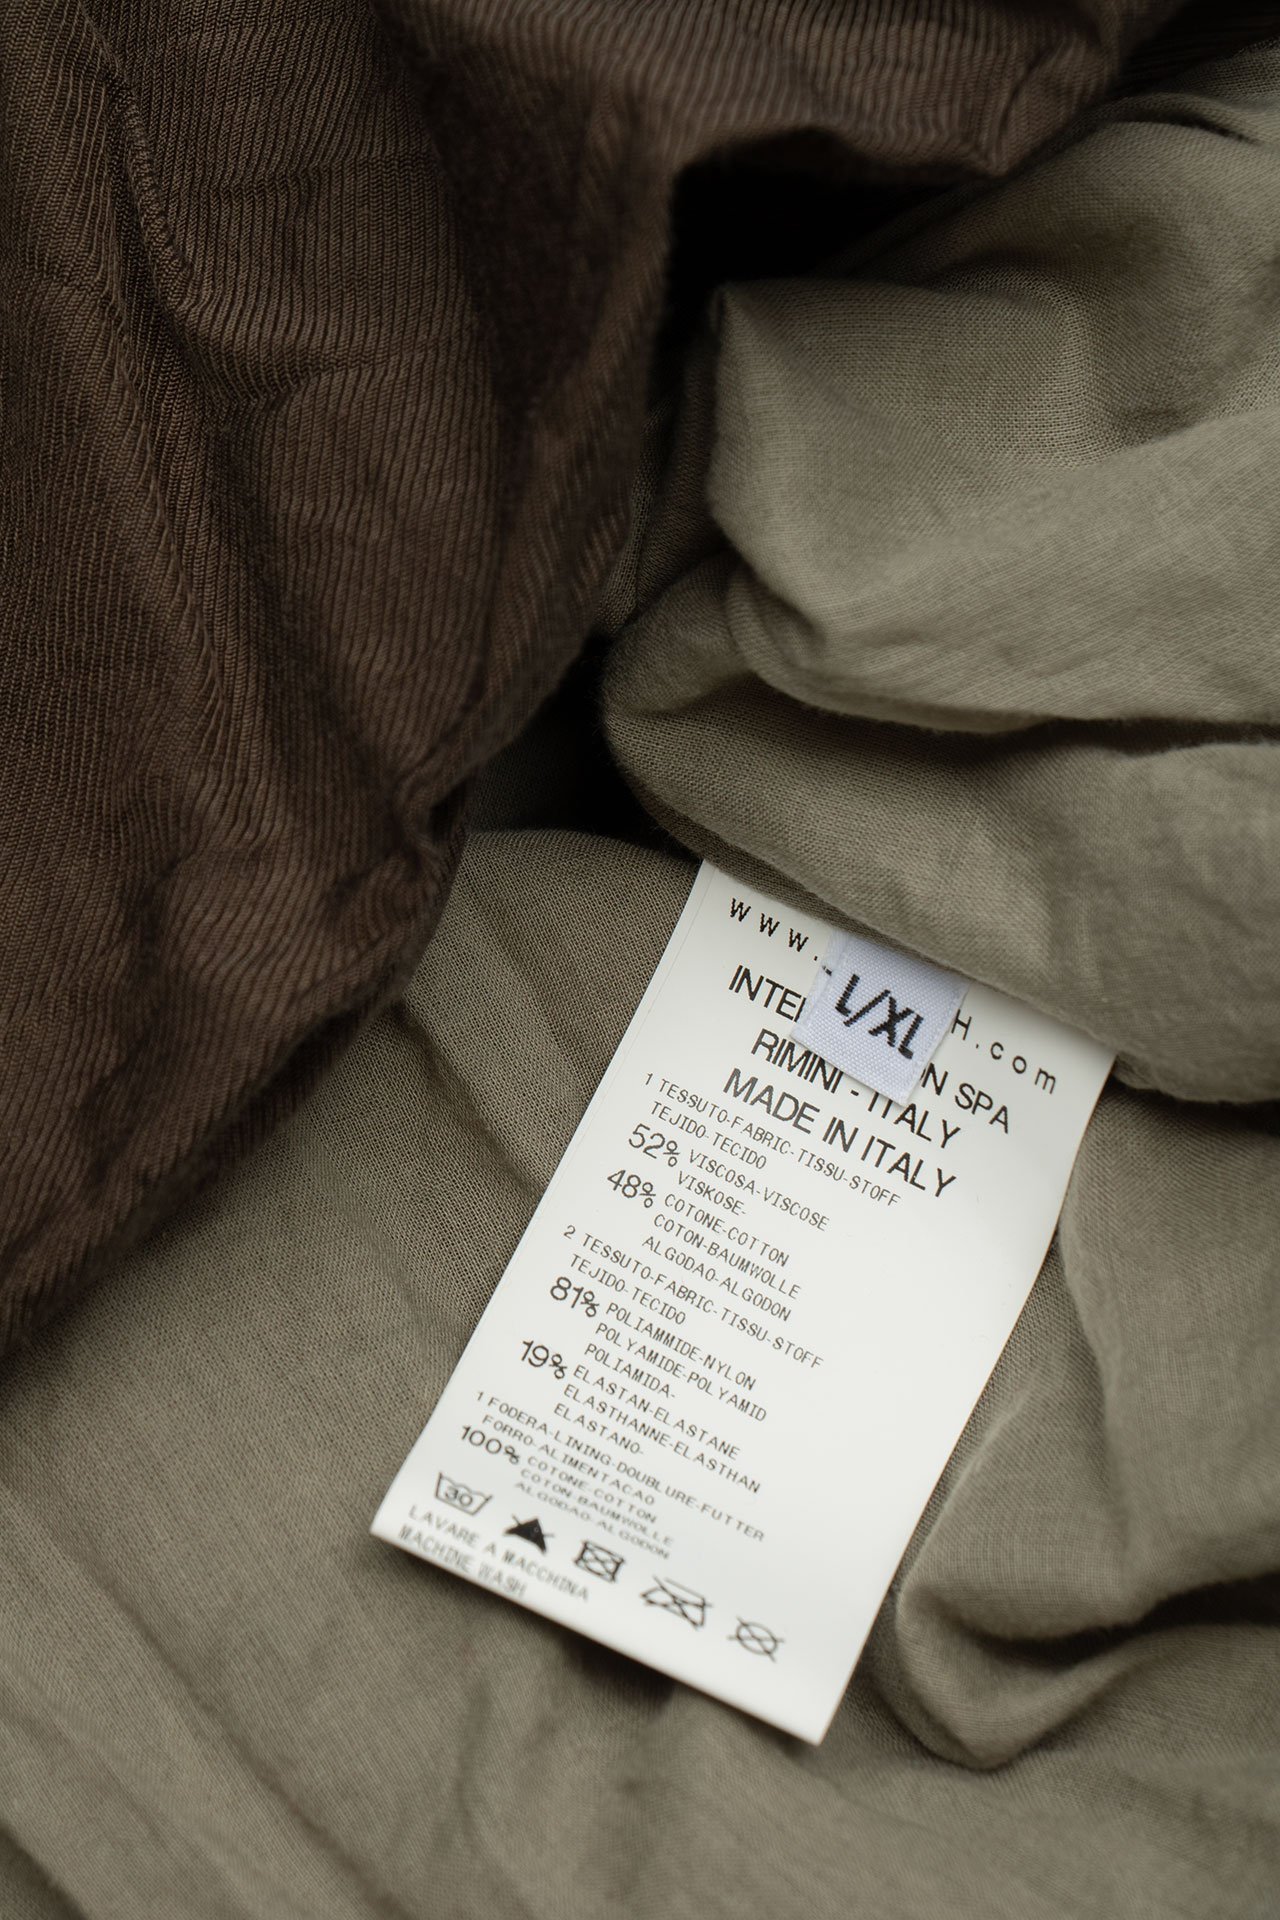 www.
H.com
L/XL
RIMINI - ITALY
MADE IN ITALY
1 TESSUTO-FABRIC-TISSU-STOFF
TEJIDO-TECIDO
52% VISCOSA-VISCOSE
VISKOSE-
48% COTONE-COTTON
COTON-BAUMWOLLE
ALGODAO-ALGODON
2 TESSUTO-FABRIC-TISSU-STOFF
TEJIDO-TECIDO
81% POLIAMMIDE-NYLON
POLYAMIDE-POLYAMID
POLIAMIDA-
19% ELASTAN-ELASTANE
ELASTHANNE-ELASTHAN
ELASTANO-
1 FODERA-LINING-DOUBLURE-FUTTER
FORRO-ALIMENTACAO
100% COTONE-COTTON
COTON-BAUMWOLLE
ALGODAO-ALGODON
30
LAVARE A MACCHINA
MACHINE WASH